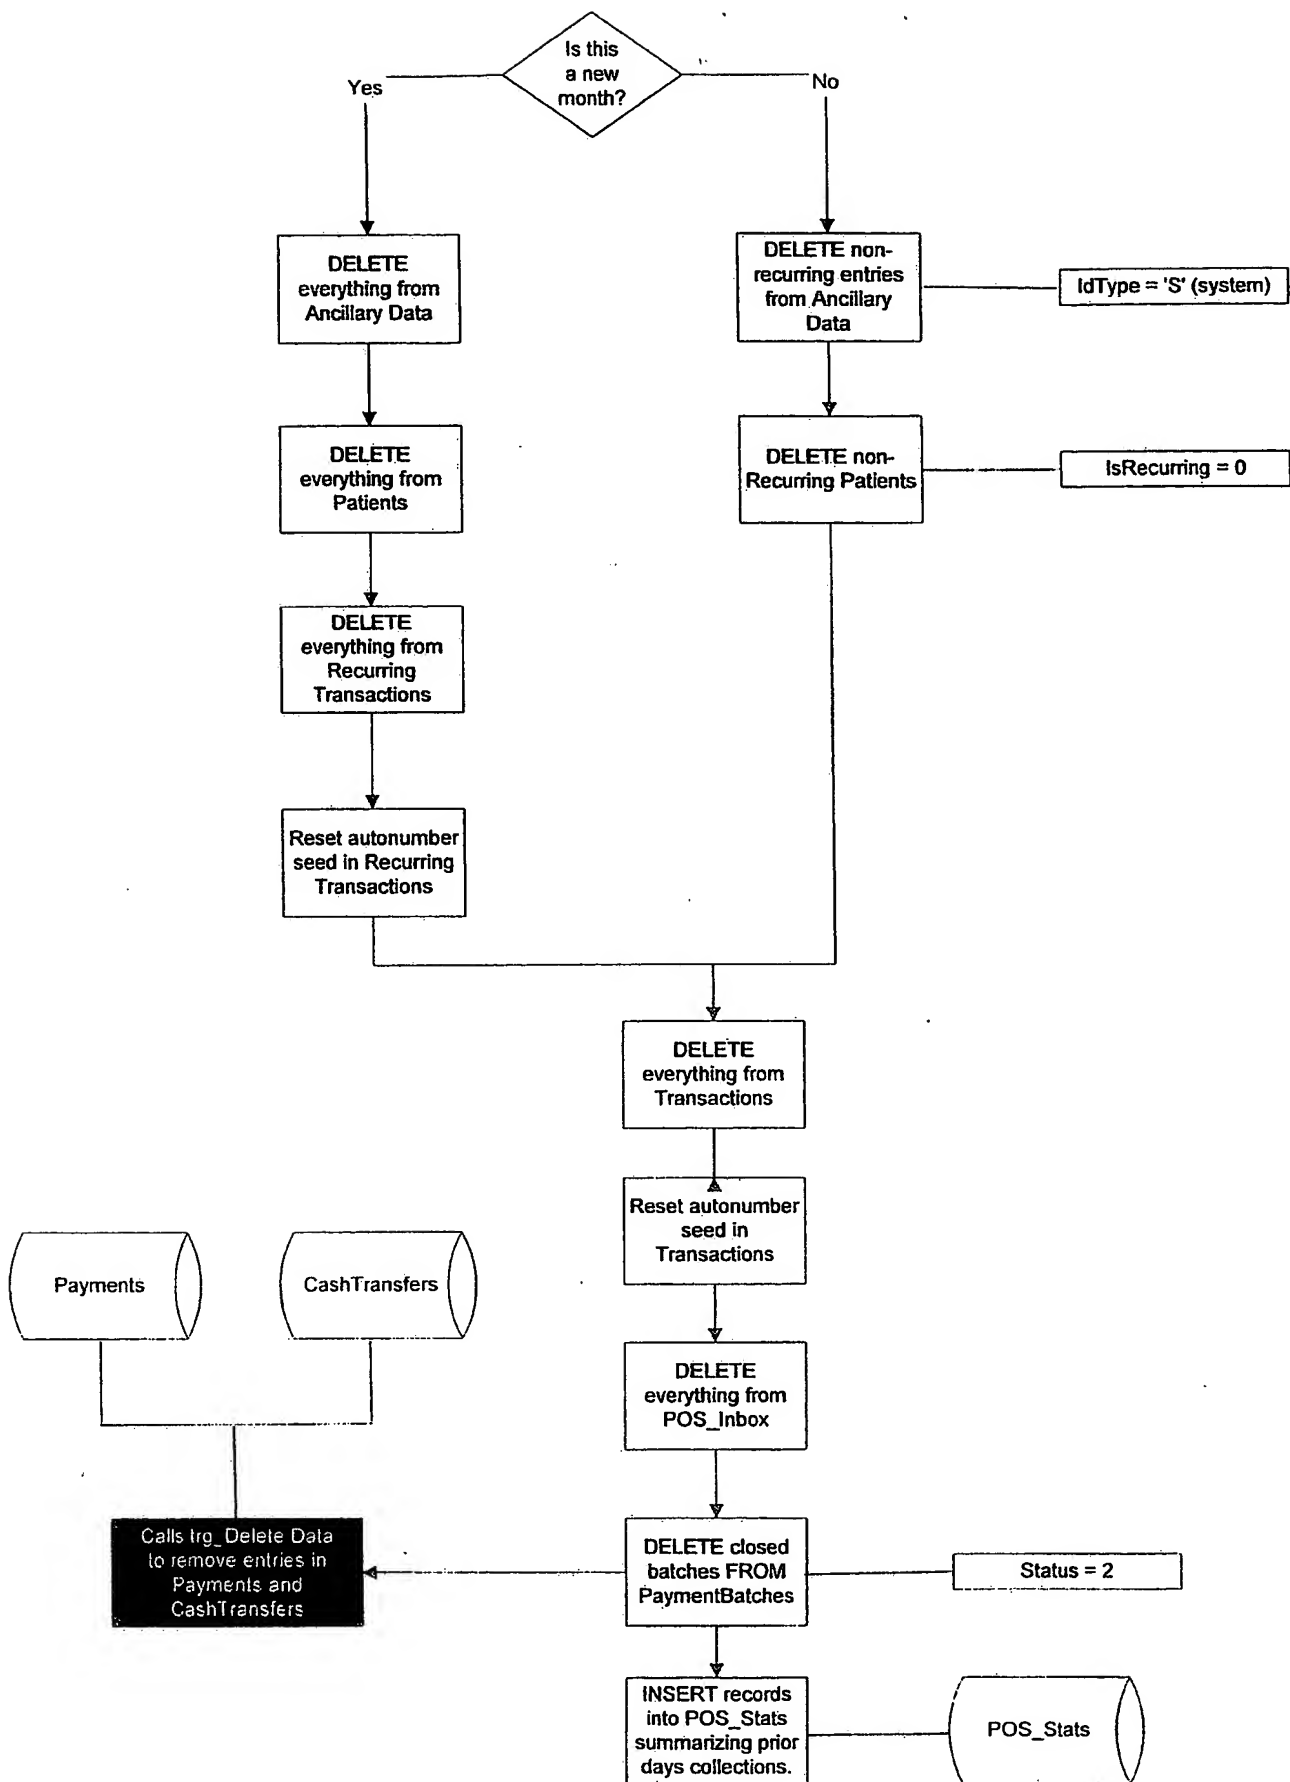 Is this
a new
month?
Yes
No
DELETE
everything from
Ancillary Data
DELETE non-
recurring entries
from Ancillary
Data
IdType = 'S' (system)
DELETE
everything from
Patients
DELETE non-
Recurring Patients
IsRecurring = 0
DELETE
everything from
Recurring
Transactions
Reset autonumber
seed in Recurring
Transactions
DELETE
everything from
Transactions
Reset autonumber
seed in
Transactions
Payments
CashTransfers
DELETE
everything from
POS_Inbox
Calls trg_Delete Data
to remove entries in
Payments and
CashTransfers
DELETE closed
batches FROM
PaymentBatches
Status = 2
INSERT records
into POS_Stats
summarizing prior
days collections.
POS_Stats